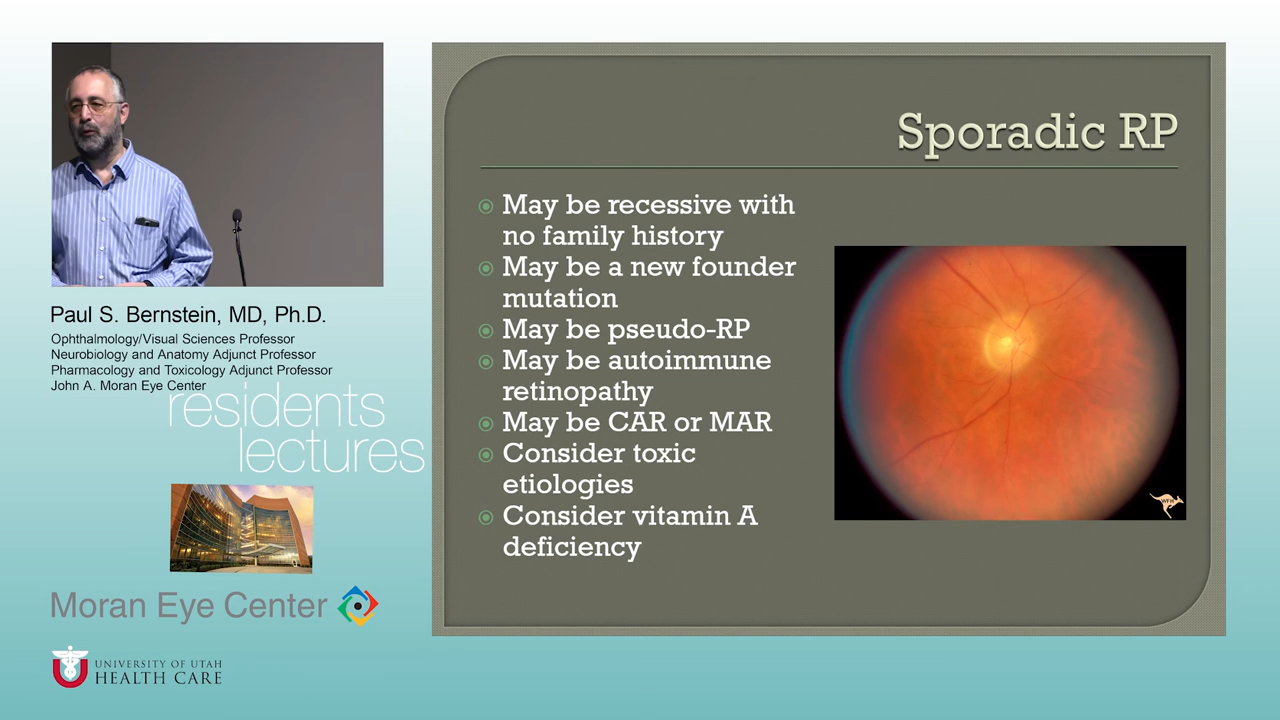 Sporadic RP
May be recessive with
no family history
May be a new founder
mutation
May be pseudo-RP
May be autoimmune
retinopathy
May be CAR or MAR
Consider toxic
etiologies
Consider vitamin A
deficiency
Paul S. Bernstein, MD, Ph.D.
Ophthalmology/Visual Sciences Professor
Neurobiology and Anatomy Adjunct Professor
Pharmacology and Toxicology Adjunct Professor
John A. Moran Eye Center
residents
lectures
Moran Eye Center
UNIVERSITY OF UTAH
HEALTH CARE